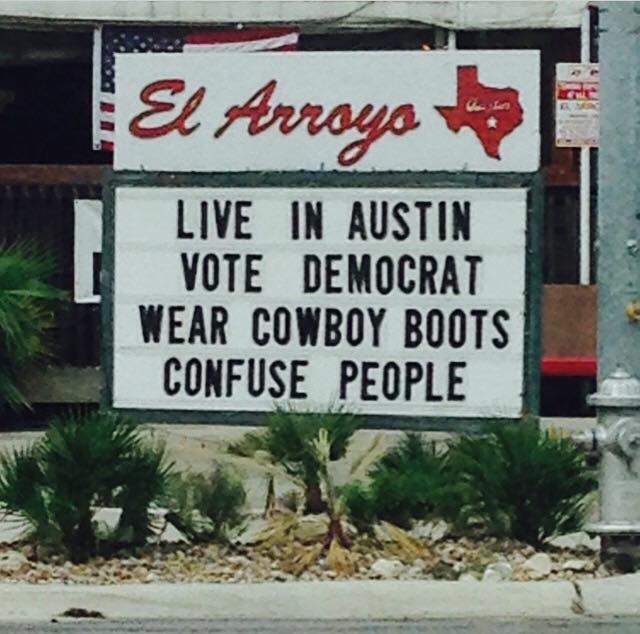 El Arroyo
LIVE IN AUSTIN
VOTE DEMOCRAT
WEAR COWBOY BOOTS
CONFUSE PEOPLE